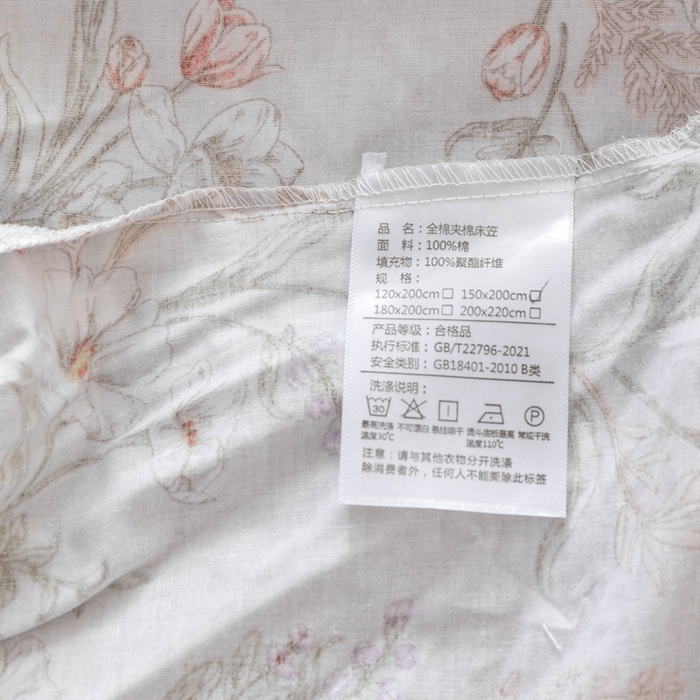 品　名：全棉夹棉床笠
面　料：100%棉
填充物：100%聚酯纤维
规　格：
120x200cm□ 150x200cm☑
180x200cm□ 200x220cm□
产品等级：合格品
执行标准：GB/T22796-2021
安全类别：GB18401-2010 B类
洗涤说明：
30 P
最高洗涤 不可漂白 悬挂晾干 熨斗底板最高 常规干洗
温度30℃ 温度110℃
注意：请与其他衣物分开洗涤
除消费者外，任何人不能撕除此标签